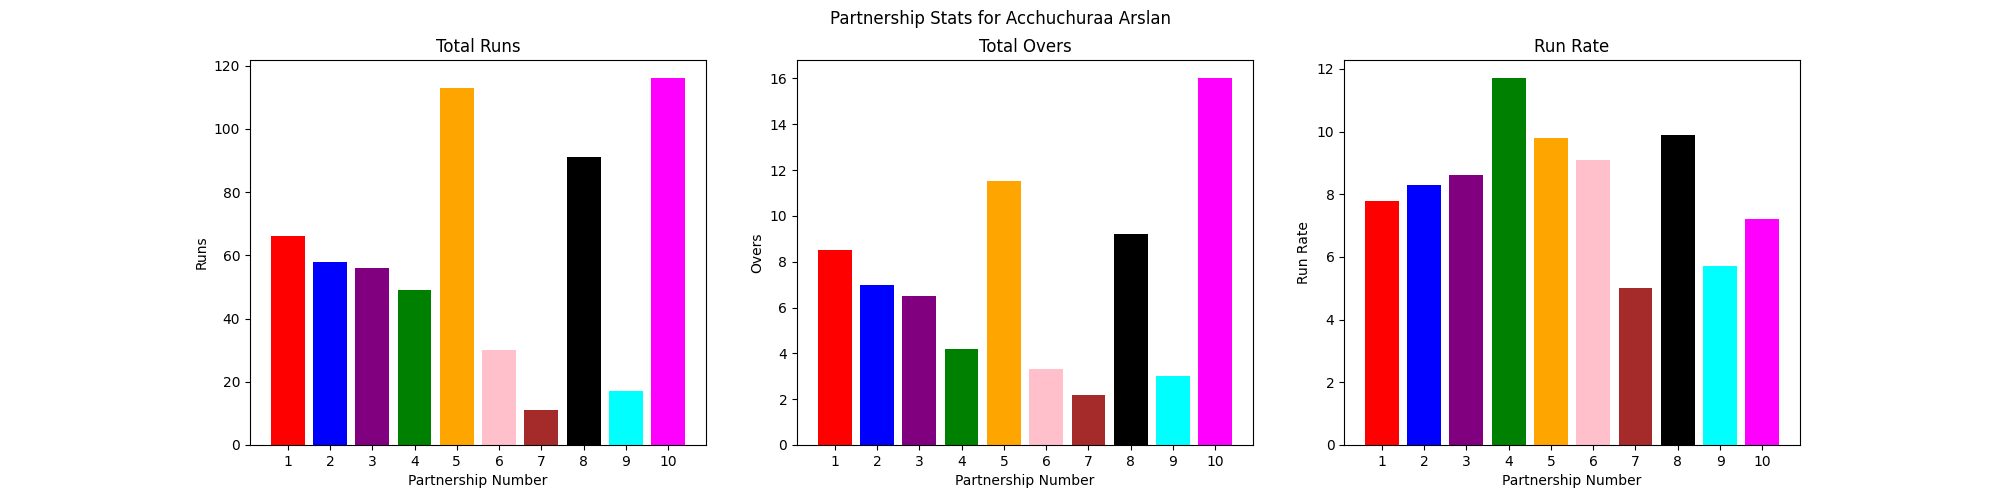 Partnership Stats for Acchuchuraa Arslan
Total Runs
Runs
120
100
80
60
40
20
0
1 2 3 4 5 6 7 8 9 10
Partnership Number
Total Overs
Overs
16
14
12
10
8
6
4
2
0
1 2 3 4 5 6 7 8 9 10
Partnership Number
Run Rate
Run Rate
12
10
8
6
4
2
0
1 2 3 4 5 6 7 8 9 10
Partnership Number